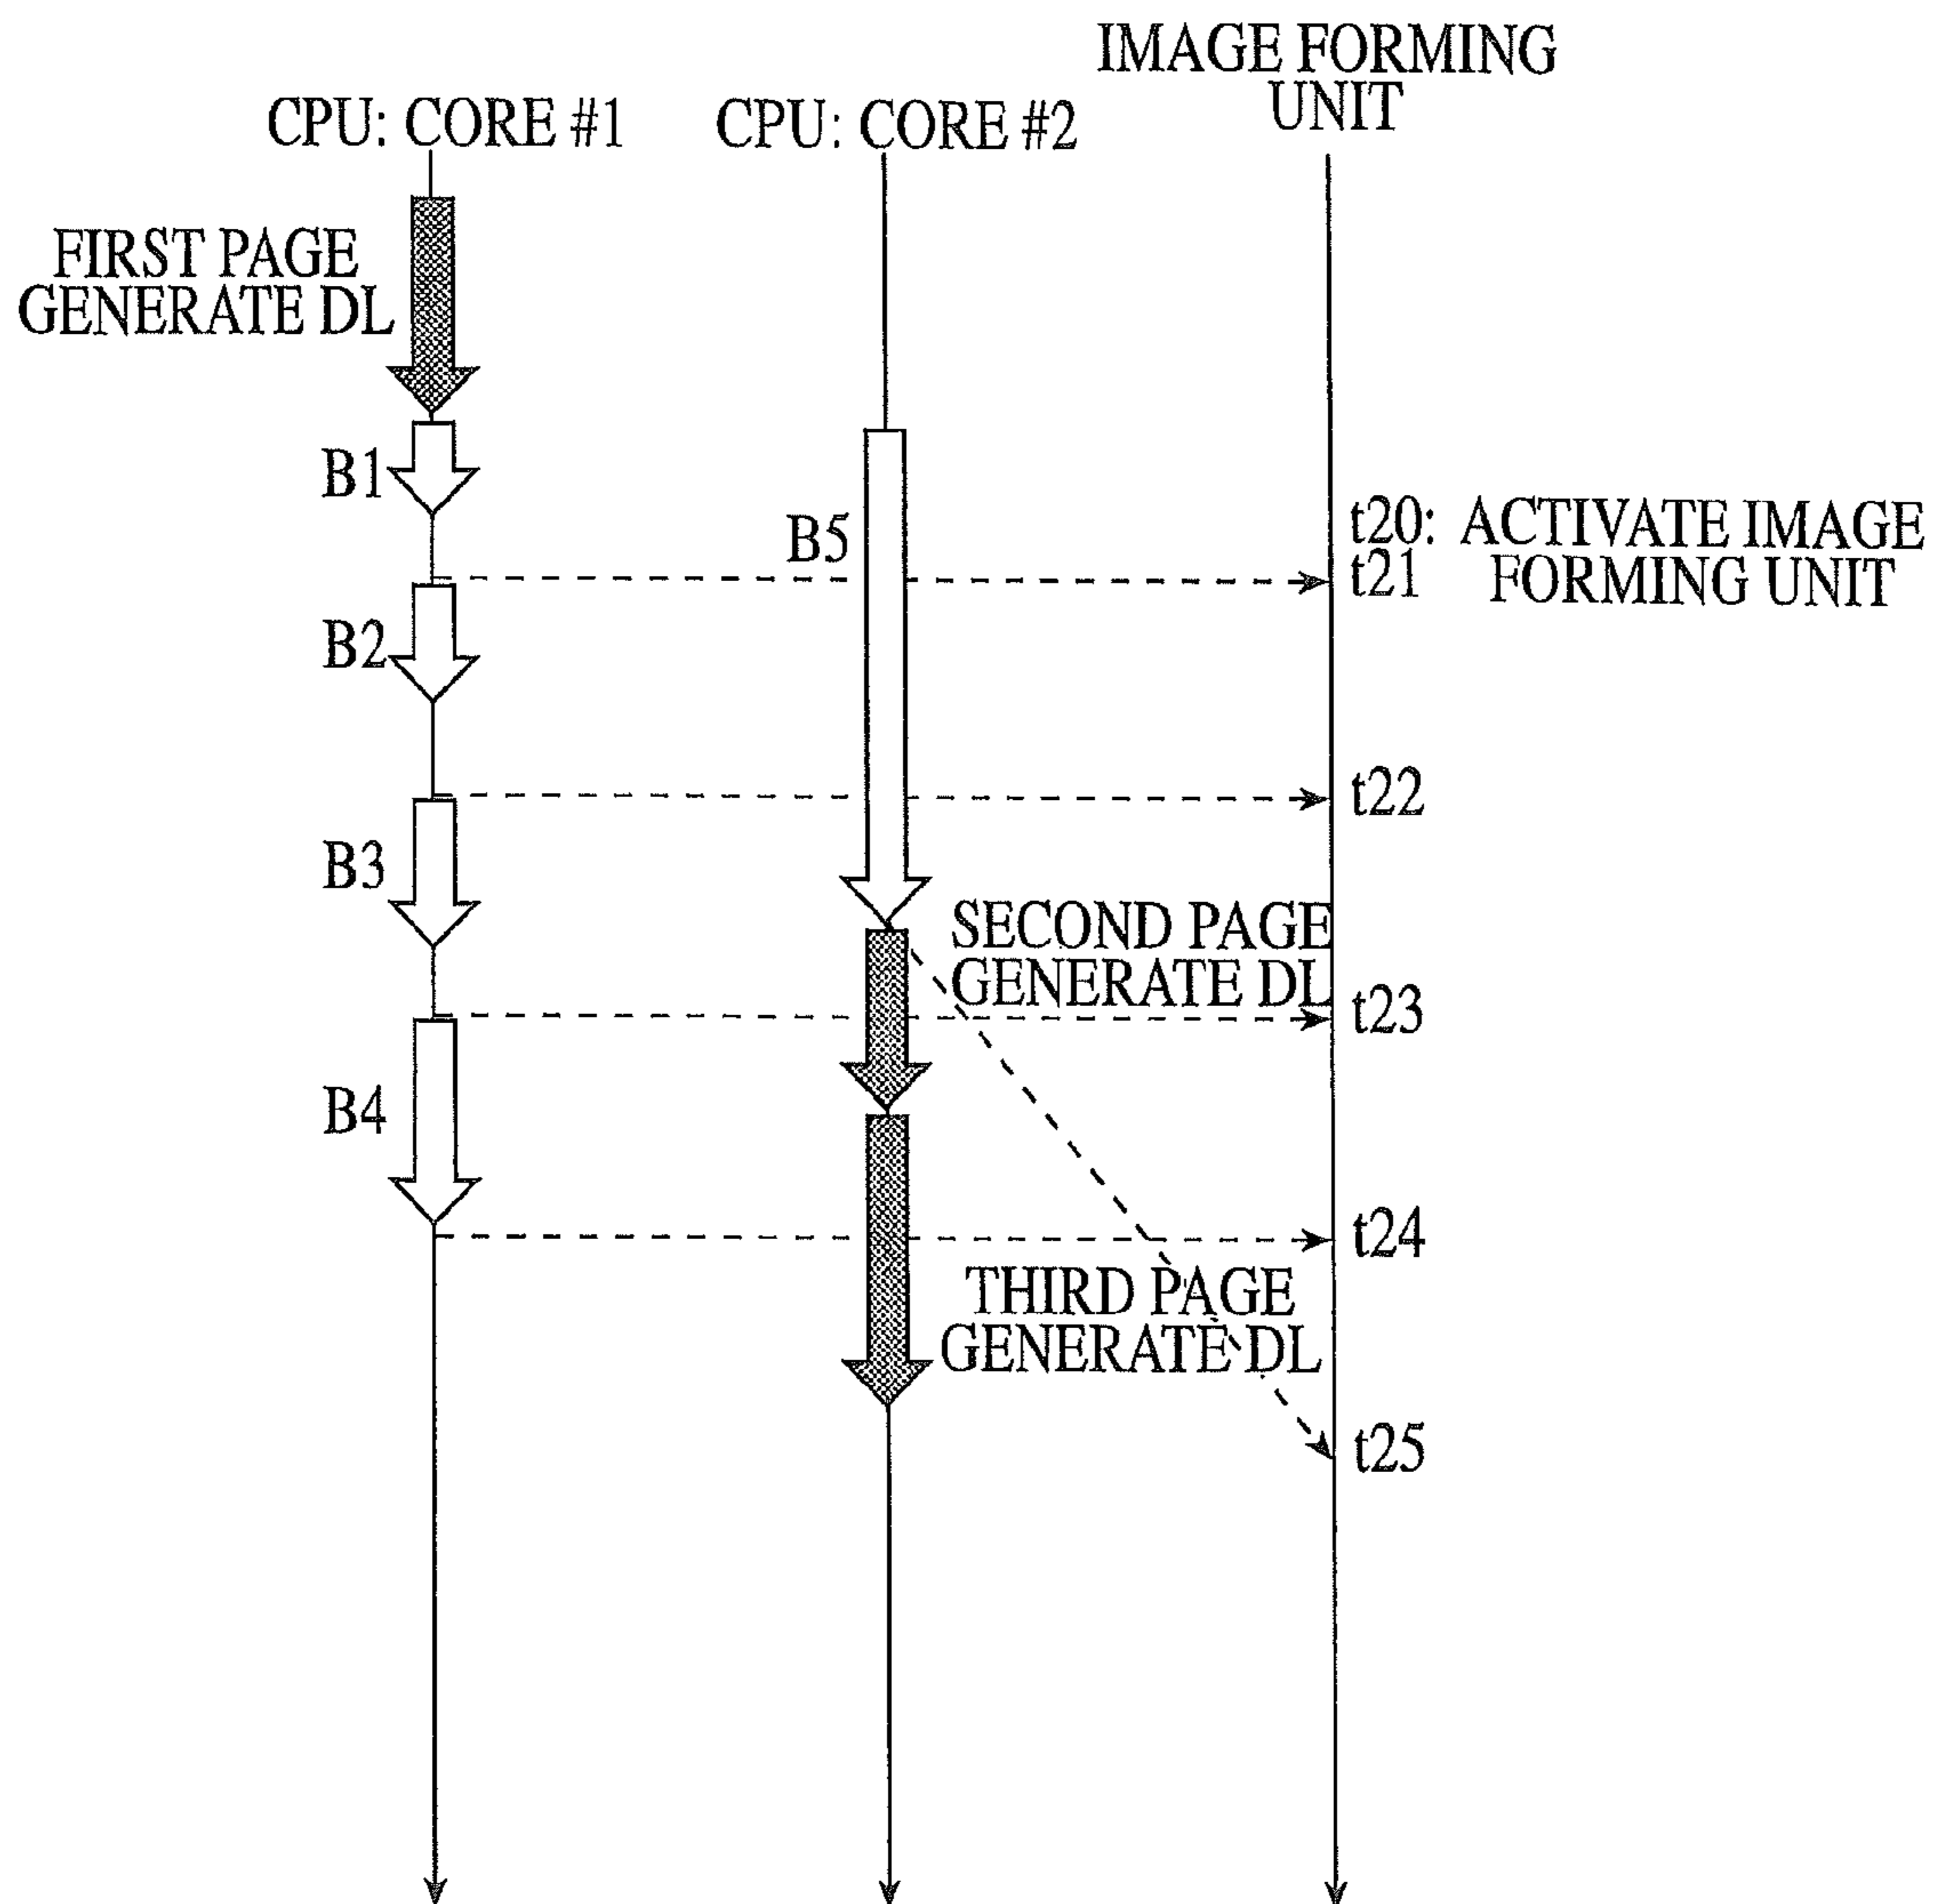 IMAGE FORMING
UNIT
CPU: CORE #1
CPU: CORE #2
FIRST PAGE
GENERATE DL
B1
B5
t20: ACTIVATE IMAGE
t21 FORMING UNIT
B2
t22
B3
SECOND PAGE
GENERATE DL
t23
B4
t24
THIRD PAGE
GENERATE DL
t25